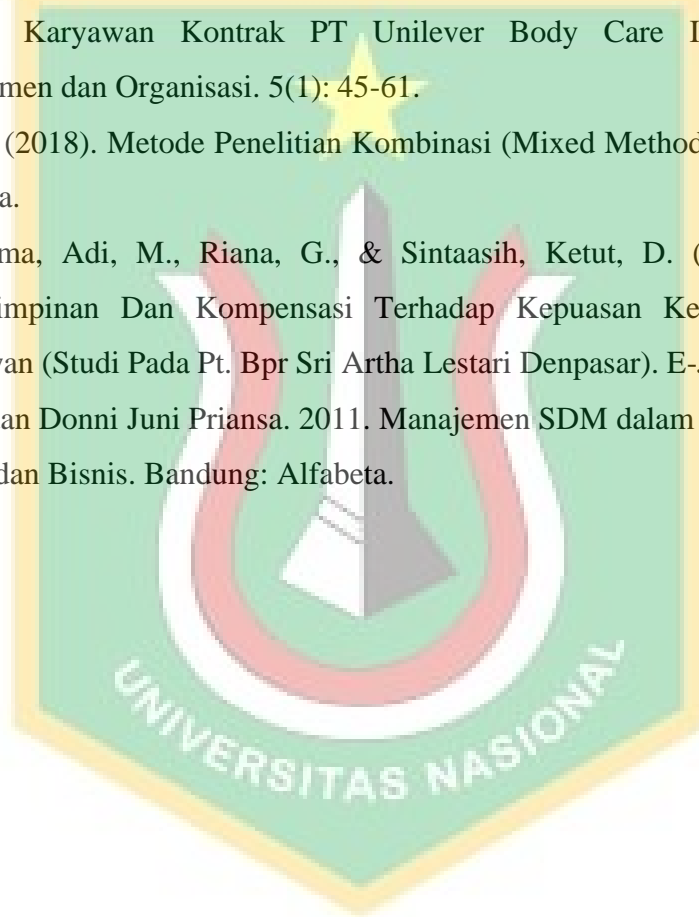 Karyawan Kontrak PT Unilever Body Care I
men dan Organisasi. 5(1): 45-61.
(2018). Metode Penelitian Kombinasi (Mixed Method
a.
ma, Adi, M., Riana, G., & Sintaasih, Ketut, D. (
impinan Dan Kompensasi Terhadap Kepuasan Ke
an (Studi Pada Pt. Bpr Sri Artha Lestari Denpasar). E-
an Donni Juni Priansa. 2011. Manajemen SDM dalam
dan Bisnis. Bandung: Alfabeta.
UNIVERSITAS NASIONAL